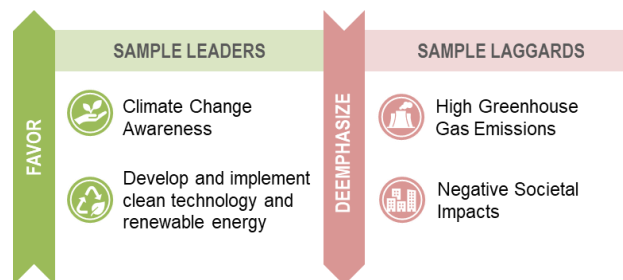 FAVOR
SAMPLE LEADERS
Climate Change
Awareness
Develop and implement
clean technology and
renewable energy
DEEMPHASIZE
SAMPLE LAGGARDS
High Greenhouse
Gas Emissions
Negative Societal
Impacts